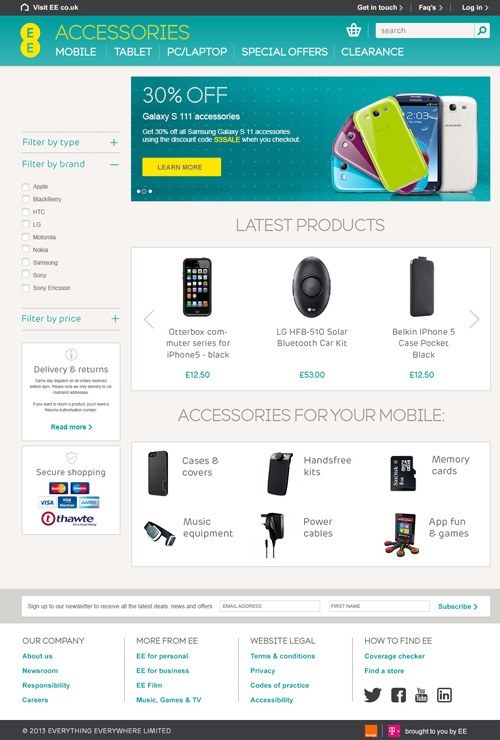 Visit EE co.uk
Get in touch
Faq's
Log in
EE
ACCESSORIES
search
MOBILE TABLET PC/LAPTOP SPECIAL OFFERS CLEARANCE
30% OFF
Galaxy S 111 accessories
Get 30% off all Samsung Galaxy S 11 accessories
using the discount code S3SALE when you checkout.
LEARN MORE
Filter by type +
Filter by brand —
Apple
BlackBerry
HTC
LG
Motorola
Nokia
Samsung
Sony
Sony Ericsson
Filter by price +
Delivery & returns
Same day dispatch on all orders received
before 4pm. Please note we only delivery to UK
mainland addresses.
If you want to return a product, you'll need a
Returns Authorisation number.
Read more
Secure shopping
MasterCard Maestro
VISA VISA Electron
thawte
LATEST PRODUCTS
Otterbox com-
muter series for
iPhone5 - black
£12.50
LG HFB-510 Solar
Bluetooth Car Kit
£53.00
Belkin IPhone 5
Case Pocket
Black
£12.50
ACCESSORIES FOR YOUR MOBILE:
Cases &
covers
Handsfree
kits
Memory
cards
Music
equipment
Power
cables
App fun
& games
Sign up to our newsletter to receive all the latest deals, news and offers
EMAIL ADDRESS
FIRST NAME
Subscribe
OUR COMPANY
About us
Newsroom
Responsibility
Careers
MORE FROM EE
EE for personal
EE for business
EE Film
Music, Games & TV
WEBSITE LEGAL
Terms & conditions
Privacy
Codes of practice
Accessibility
HOW TO FIND EE
Coverage checker
Find a store
© 2013 EVERYTHING EVERYWHERE LIMITED
brought to you by EE